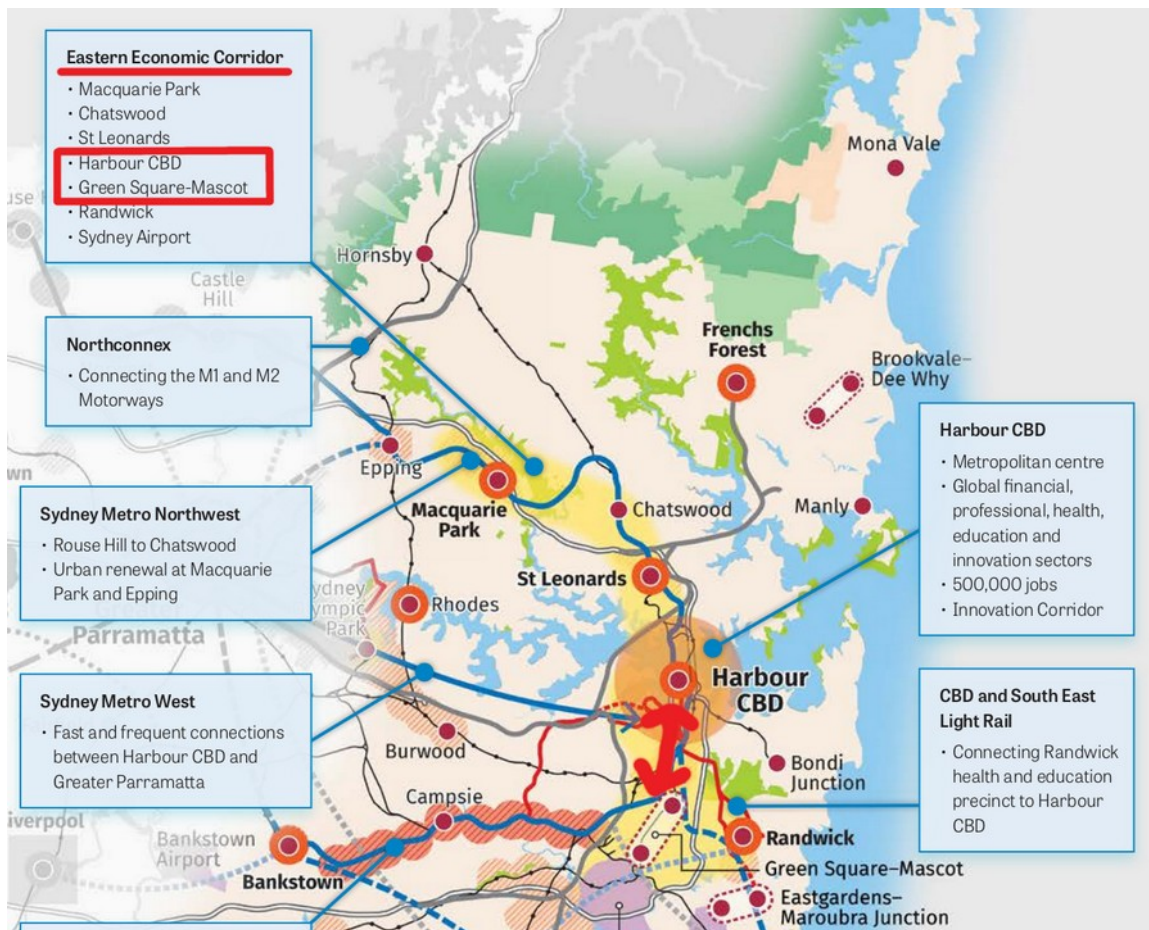 Eastern Economic Corridor
• Macquarie Park
• Chatswood
• St Leonards
• Harbour CBD
• Green Square-Mascot
• Randwick
• Sydney Airport
Mona Vale
Hornsby
Castle
Hill
Northconnex
• Connecting the M1 and M2
Motorways
Frenchs
Forest
Brookvale–
Dee Why
Harbour CBD
• Metropolitan centre
• Global financial,
professional, health,
education and
innovation sectors
• 500,000 jobs
• Innovation Corridor
Epping
Macquarie
Park
Chatswood
Manly
Sydney Metro Northwest
• Rouse Hill to Chatswood
• Urban renewal at Macquarie
Park and Epping
St Leonards
Rhodes
Park
Parramatta
Harbour
CBD
Sydney Metro West
• Fast and frequent connections
between Harbour CBD and
Greater Parramatta
CBD and South East
Light Rail
• Connecting Randwick
health and education
precinct to Harbour
CBD
Burwood
Bondi
Junction
Campsie
Bankstown
Airport
Bankstown
Randwick
Green Square–Mascot
Eastgardens–
Maroubra Junction